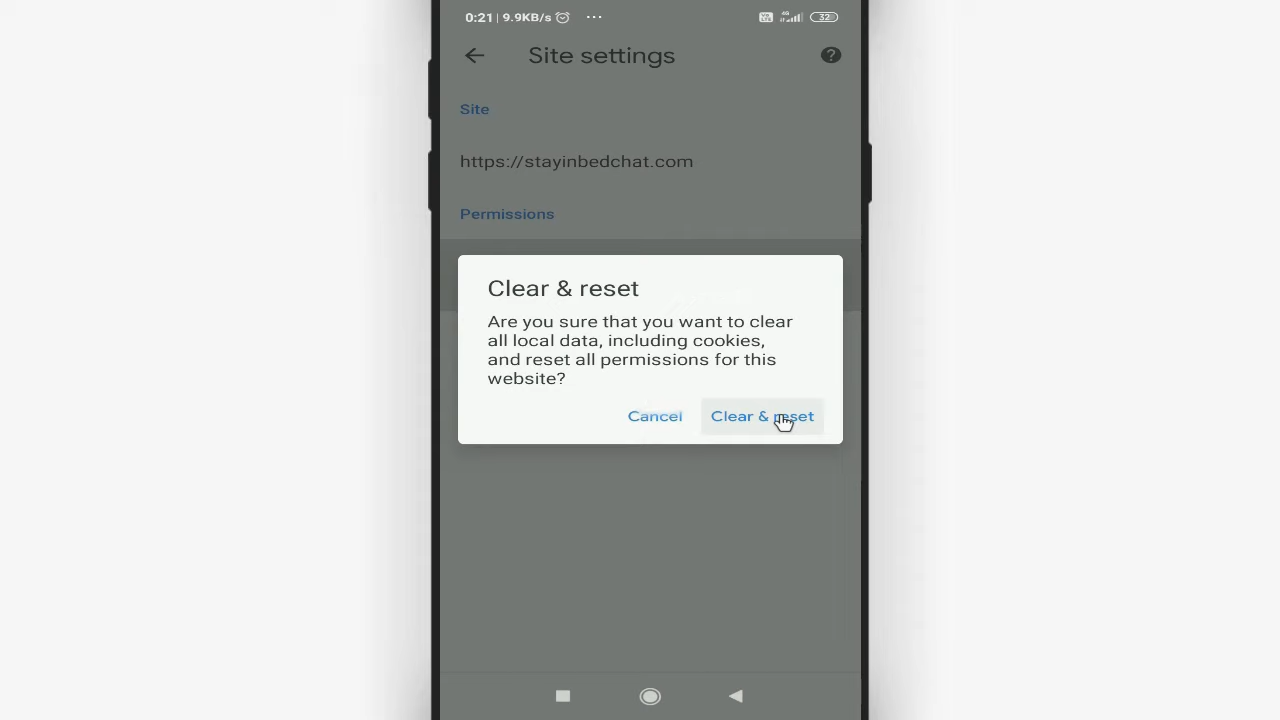 0:21 | 9.9KB/s ...
4G 32
Site settings
Site
https://stayinbedchat.com
Permissions
Clear & reset
Are you sure that you want to clear
all local data, including cookies,
and reset all permissions for this
website?
Cancel Clear & reset